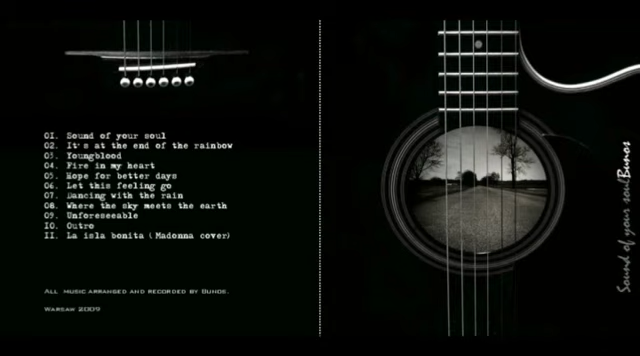 01. Sound of your soul
02. It's at the end of the rainbow
03. Youngblood
04. Fire in my heart
05. Hope for better days
06. Let this feeling go
07. Dancing with the rain
08. Where the sky meets the earth
09. Unforeseeable
10. Outro
11. La isla bonita (Madonna cover)
All music arranged and recorded by Bunos.
Warsaw 2009
Sound of your soul Bunos